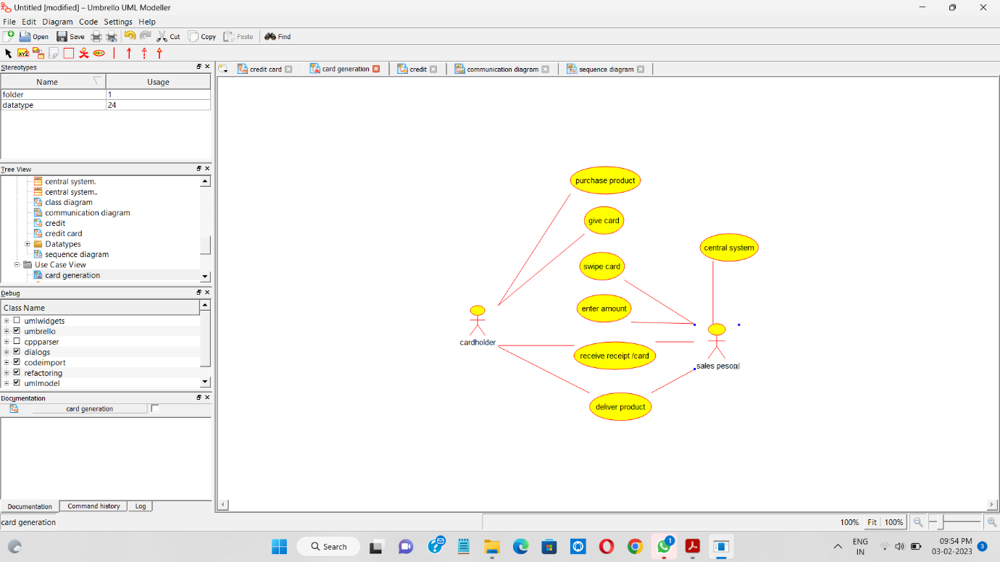 Untitled [modified] – Umbrello UML Modeller
File Edit Diagram Code Settings Help
Open Save Cut Copy Paste Find
XYZ ABC
Stereotypes
credit card card generation credit communication diagram sequence diagram
Name Usage
folder 1
datatype 24
Tree View
central system.
central system..
class diagram
communication diagram
credit
credit card
Datatypes
sequence diagram
Use Case View
card generation
Debug
Class Name
umlwidgets
umbrello
cppparser
dialogs
codeimport
refactoring
umlmodel
Documentation
card generation
purchase product
give card
central system
swipe card
enter amount
cardholder
receive receipt /card
sales peson
deliver product
Documentation Command history Log
card generation
100% Fit 100%
Search
1
ENG
IN
09:54 PM
03-02-2023
3